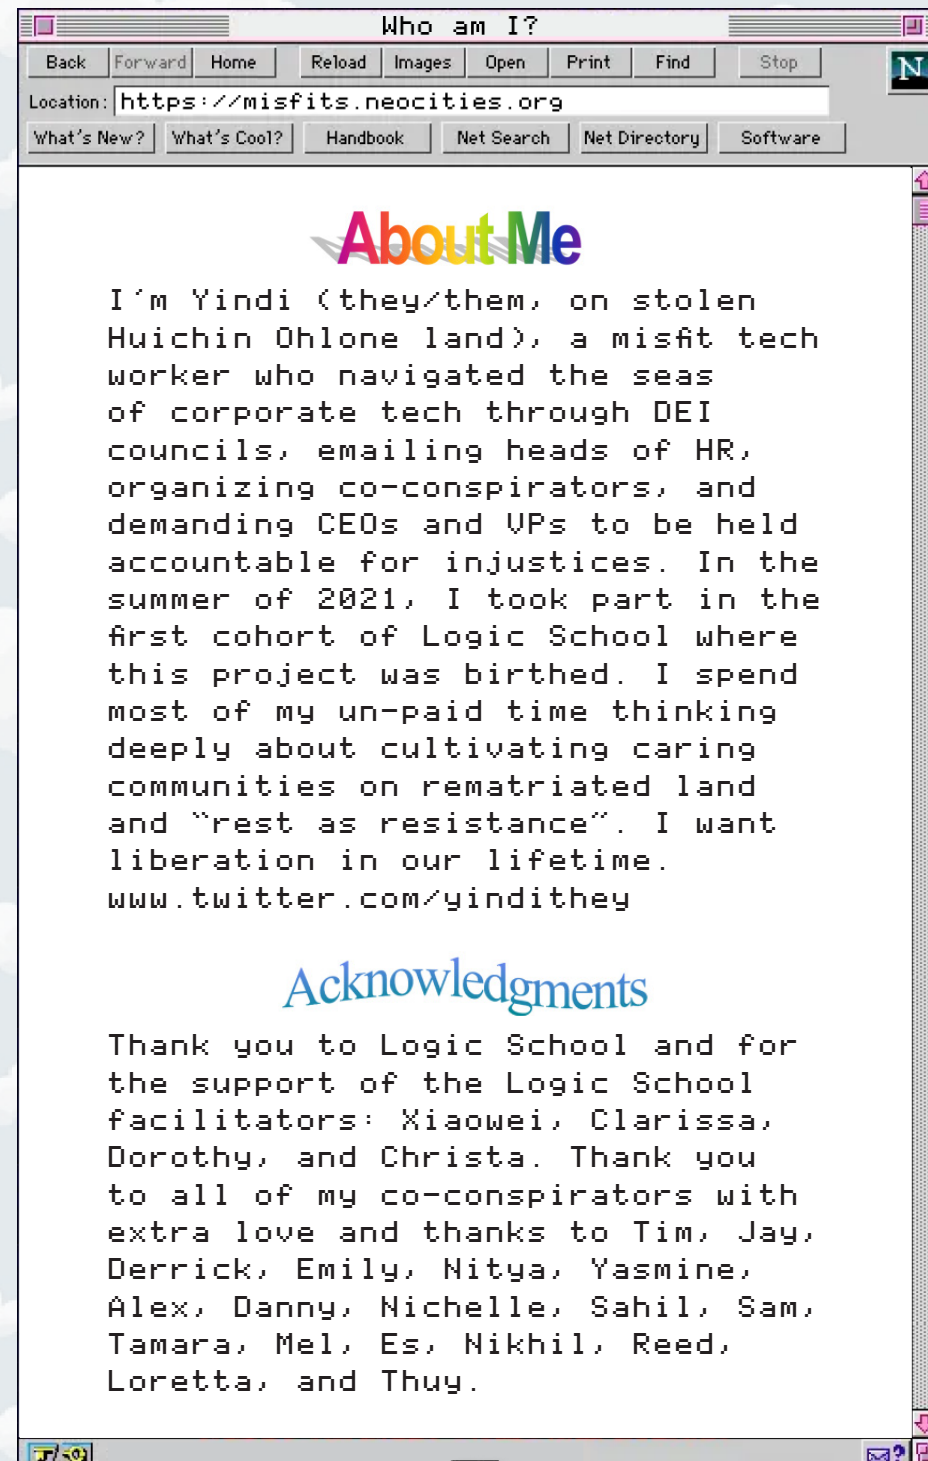 Who am I?
Back Forward Home Reload Images Open Print Find Stop
N
Location: https://misfits.neocities.org
What's New? What's Cool? Handbook Net Search Net Directory Software
About Me
I'm Yindi (they/them, on stolen
Huichin Ohlone land), a misfit tech
worker who navigated the seas
of corporate tech through DEI
councils, emailing heads of HR,
organizing co-conspirators, and
demanding CEOs and VPs to be held
accountable for injustices. In the
summer of 2021, I took part in the
first cohort of Logic School where
this project was birthed. I spend
most of my un-paid time thinking
deeply about cultivating caring
communities on rematriated land
and "rest as resistance". I want
liberation in our lifetime.
www.twitter.com/yindithey
Acknowledgments
Thank you to Logic School and for
the support of the Logic School
facilitators: Xiaowei, Clarissa,
Dorothy, and Christa. Thank you
to all of my co-conspirators with
extra love and thanks to Tim, Jay,
Derrick, Emily, Nitya, Yasmine,
Alex, Danny, Nichelle, Sahil, Sam,
Tamara, Mel, Es, Nikhil, Reed,
Loretta, and Thuy.
?